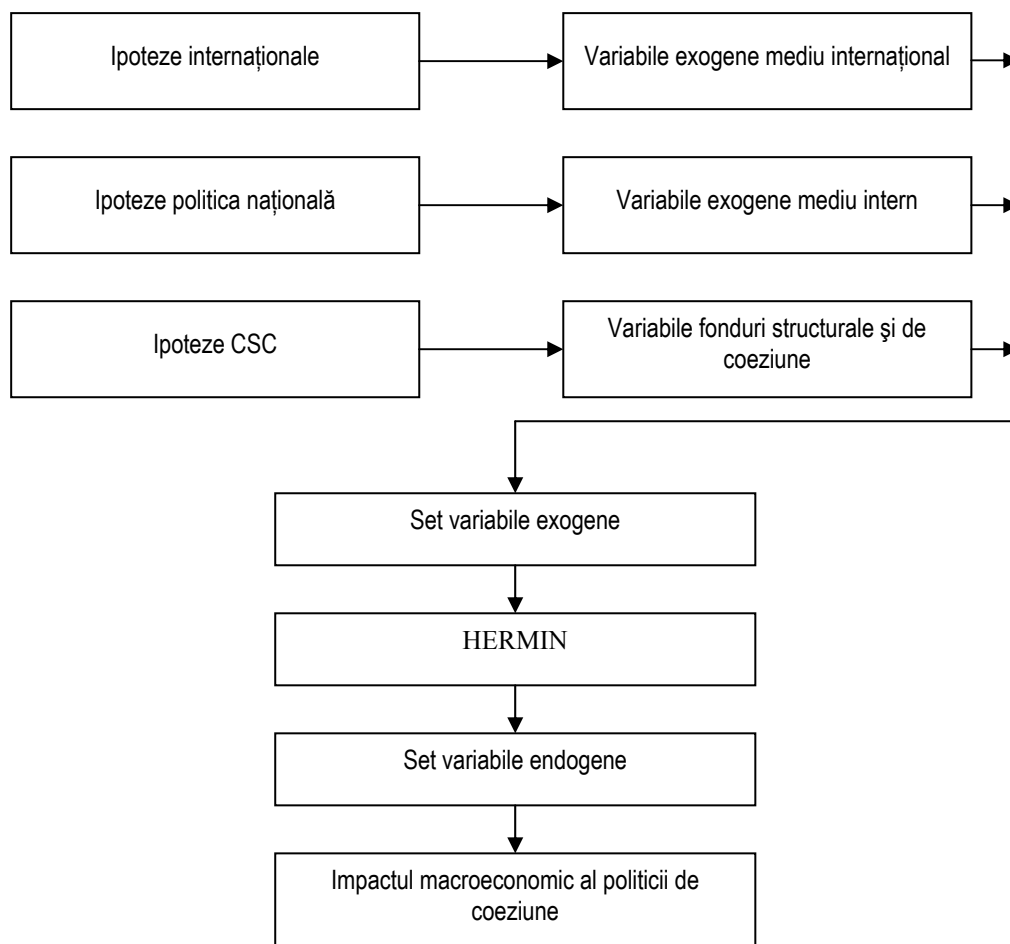 Ipoteze internaționale
Variabile exogene mediu internațional
Ipoteze politica națională
Variabile exogene mediu intern
Ipoteze CSC
Variabile fonduri structurale şi de
coeziune
Set variabile exogene
HERMIN
Set variabile endogene
Impactul macroeconomic al politicii de
coeziune